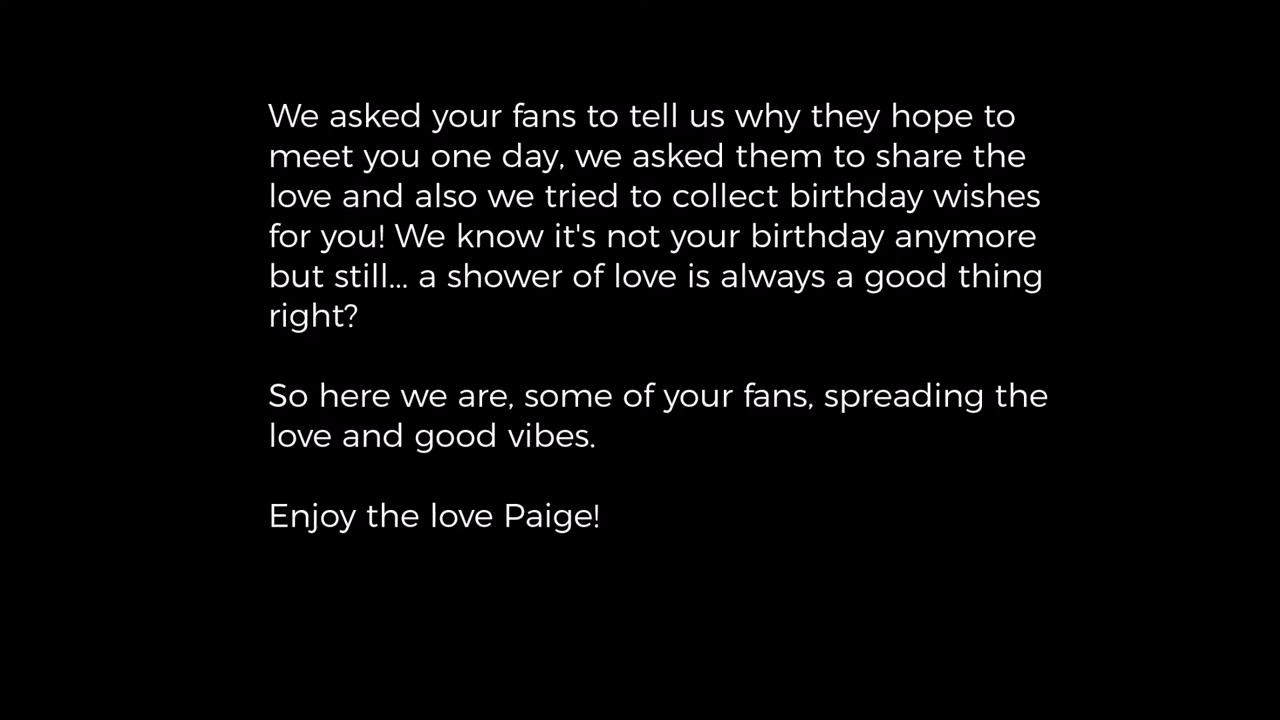 We asked your fans to tell us why they hope to
meet you one day, we asked them to share the
love and also we tried to collect birthday wishes
for you! We know it's not your birthday anymore
but still... a shower of love is always a good thing
right?
So here we are, some of your fans, spreading the
love and good vibes.
Enjoy the love Paige!